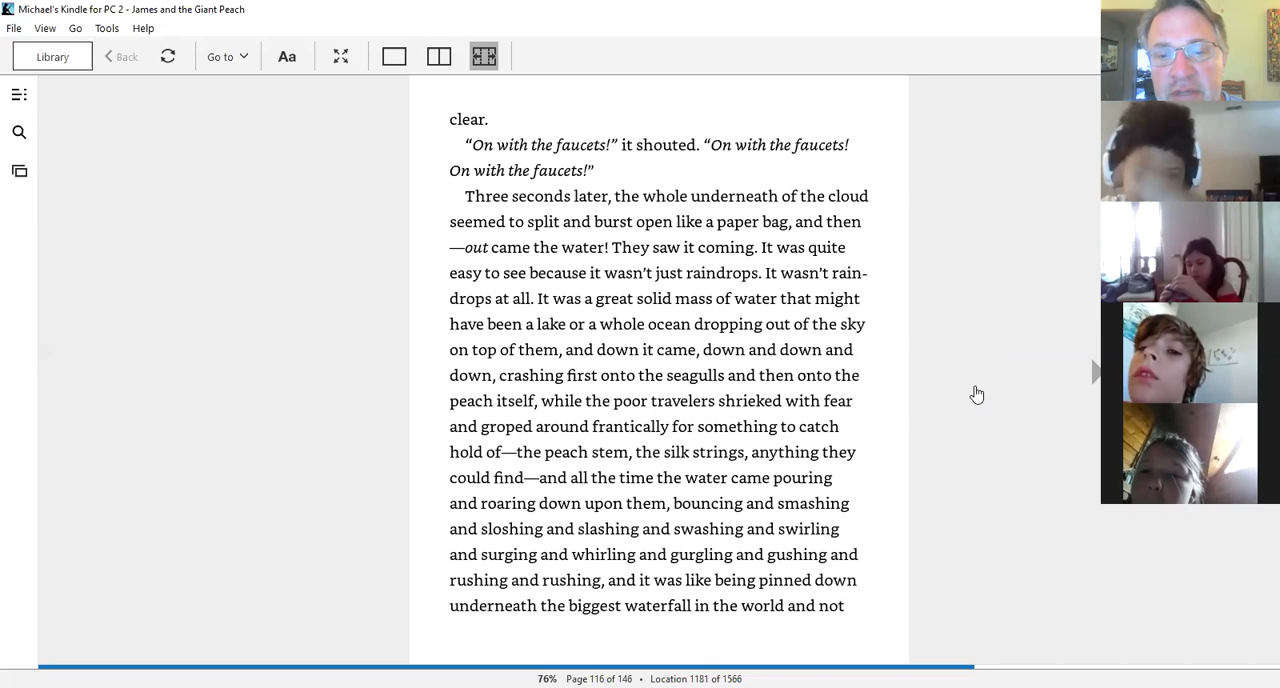 Michael's Kindle for PC 2 - James and the Giant Peach
File View Go Tools Help
Library Back Go to Aa
clear.
“On with the faucets!” it shouted. “On with the faucets!
On with the faucets!”
Three seconds later, the whole underneath of the cloud
seemed to split and burst open like a paper bag, and then
—out came the water! They saw it coming. It was quite
easy to see because it wasn’t just raindrops. It wasn’t rain-
drops at all. It was a great solid mass of water that might
have been a lake or a whole ocean dropping out of the sky
on top of them, and down it came, down and down and
down, crashing first onto the seagulls and then onto the
peach itself, while the poor travelers shrieked with fear
and groped around frantically for something to catch
hold of—the peach stem, the silk strings, anything they
could find—and all the time the water came pouring
and roaring down upon them, bouncing and smashing
and sloshing and slashing and swashing and swirling
and surging and whirling and gurgling and gushing and
rushing and rushing, and it was like being pinned down
underneath the biggest waterfall in the world and not
76% Page 116 of 146 • Location 1181 of 1566